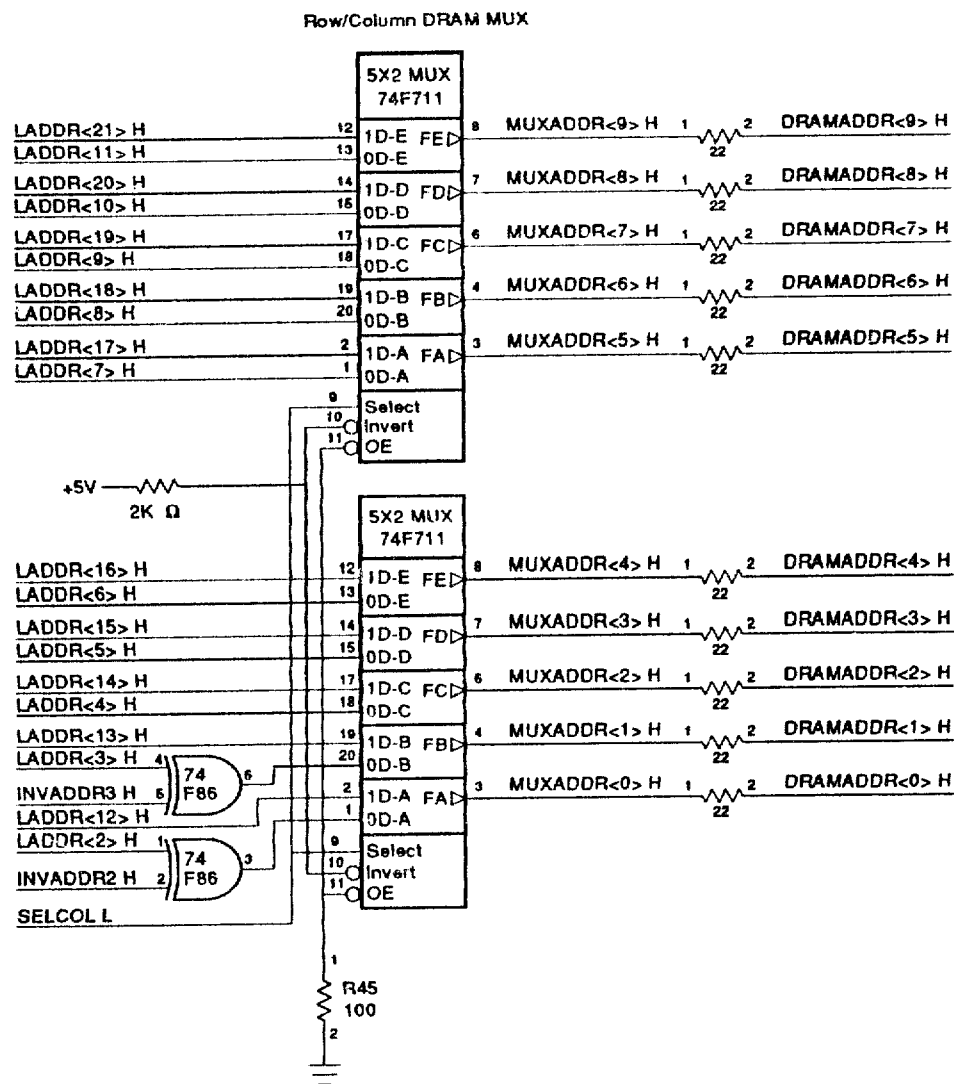 Row/Column DRAM MUX
5X2 MUX
74F711
LADDR<21> H 12 1D-E FE 8 MUXADDR<9> H 1 2 DRAMADDR<9> H
LADDR<11> H 13 0D-E 22
LADDR<20> H 14 1D-D FD 7 MUXADDR<8> H 1 2 DRAMADDR<8> H
LADDR<10> H 15 0D-D 22
LADDR<19> H 17 1D-C FC 6 MUXADDR<7> H 1 2 DRAMADDR<7> H
LADDR<9> H 18 0D-C 22
LADDR<18> H 19 1D-B FB 4 MUXADDR<6> H 1 2 DRAMADDR<6> H
LADDR<8> H 20 0D-B 22
LADDR<17> H 2 1D-A FA 3 MUXADDR<5> H 1 2 DRAMADDR<5> H
LADDR<7> H 1 0D-A 22
9 Select
10 Invert
11 OE
+5V
2K Ω
5X2 MUX
74F711
LADDR<16> H 12 1D-E FE 8 MUXADDR<4> H 1 2 DRAMADDR<4> H
LADDR<6> H 13 0D-E 22
LADDR<15> H 14 1D-D FD 7 MUXADDR<3> H 1 2 DRAMADDR<3> H
LADDR<5> H 15 0D-D 22
LADDR<14> H 17 1D-C FC 6 MUXADDR<2> H 1 2 DRAMADDR<2> H
LADDR<4> H 18 0D-C 22
LADDR<13> H 19 1D-B FB 4 MUXADDR<1> H 1 2 DRAMADDR<1> H
LADDR<3> H 4 74 6 20 0D-B 22
INVADDR3 H 5 F86
LADDR<12> H 2 1D-A FA 3 MUXADDR<0> H 1 2 DRAMADDR<0> H
LADDR<2> H 1 74 3 1 0D-A 22
INVADDR2 H 2 F86
9 Select
10 Invert
11 OE
SELCOL L
1
R45
100
2